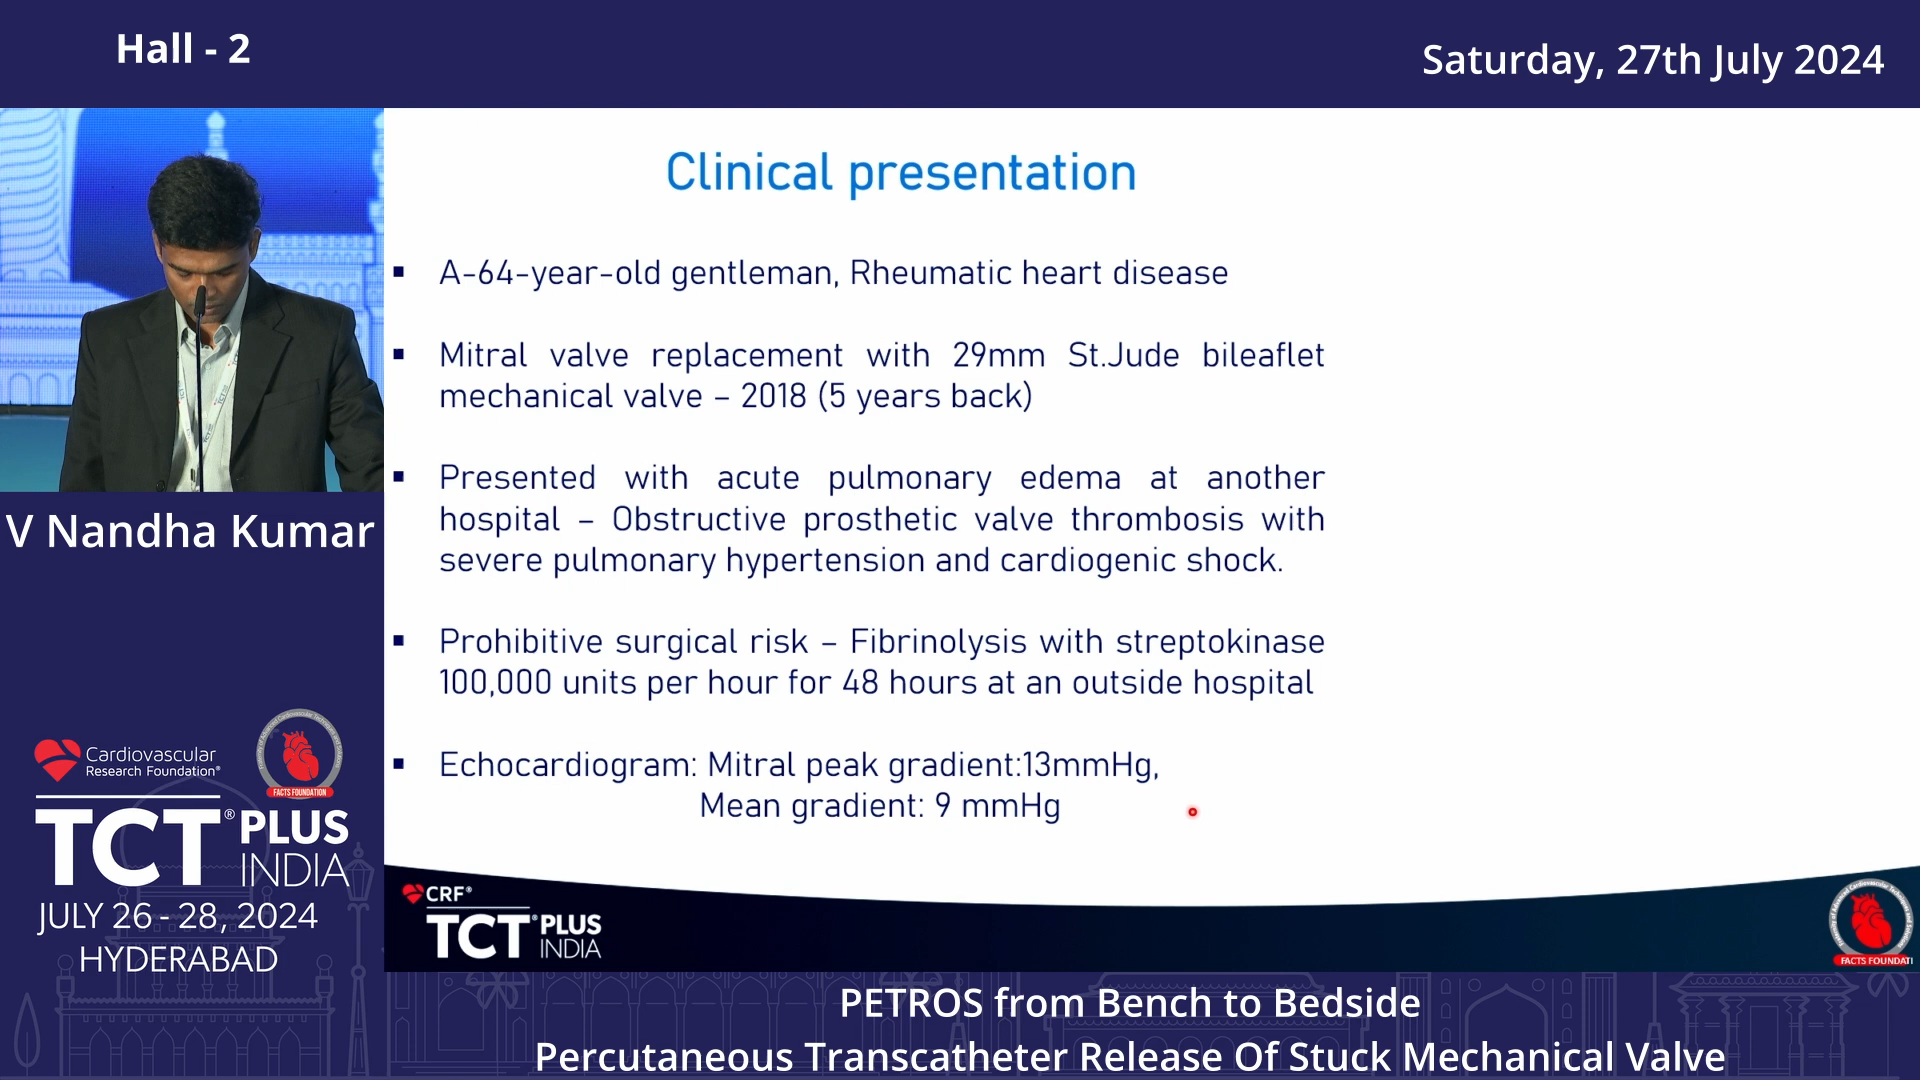 Hall - 2
Saturday, 27th July 2024
Clinical presentation
▪ A-64-year-old gentleman, Rheumatic heart disease
▪ Mitral valve replacement with 29mm St.Jude bileaflet
mechanical valve – 2018 (5 years back)
▪ Presented with acute pulmonary edema at another
hospital – Obstructive prosthetic valve thrombosis with
severe pulmonary hypertension and cardiogenic shock.
▪ Prohibitive surgical risk – Fibrinolysis with streptokinase
100,000 units per hour for 48 hours at an outside hospital
▪ Echocardiogram: Mitral peak gradient:13mmHg,
Mean gradient: 9 mmHg
V Nandha Kumar
Cardiovascular
Research Foundation®
FACTS FOUNDATION
TCT® PLUS
INDIA
JULY 26 - 28, 2024
HYDERABAD
CRF®
TCT® PLUS
INDIA
FACTS FOUNDATI
PETROS from Bench to Bedside
Percutaneous Transcatheter Release Of Stuck Mechanical Valve